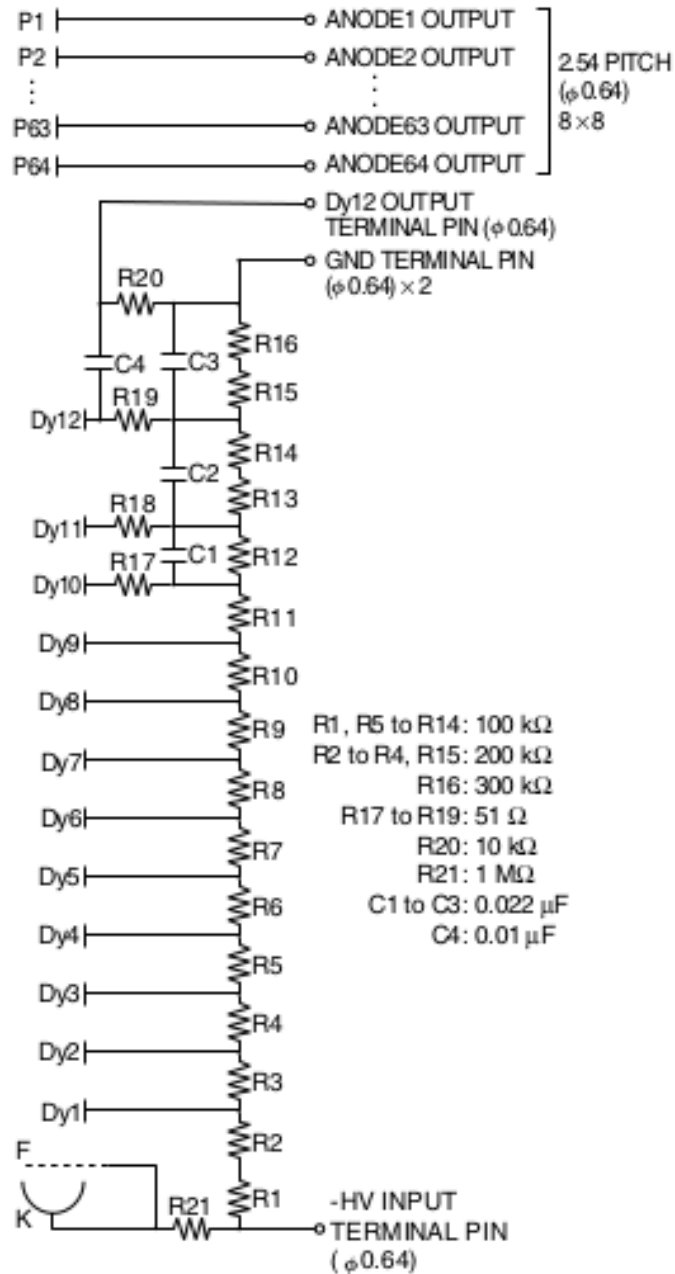 P1 ANODE1 OUTPUT
P2 ANODE2 OUTPUT
P63 ANODE63 OUTPUT
P64 ANODE64 OUTPUT
2.54 PITCH
(φ0.64)
8×8
Dy12 OUTPUT
TERMINAL PIN (φ0.64)
GND TERMINAL PIN
(φ0.64) × 2
R20
R16
C4
C3
R15
R19
Dy12
R14
C2
R13
R18
Dy11
R12
C1
R17
Dy10
R11
Dy9
R10
Dy8
R9
Dy7
R8
Dy6
R7
Dy5
R6
Dy4
R5
Dy3
R4
Dy2
R3
Dy1
R2
R1
R1, R5 to R14: 100 kΩ
R2 to R4, R15: 200 kΩ
R16: 300 kΩ
R17 to R19: 51 Ω
R20: 10 kΩ
R21: 1 MΩ
C1 to C3: 0.022 μF
C4: 0.01 μF
F
K
R21
-HV INPUT
TERMINAL PIN
(φ0.64)